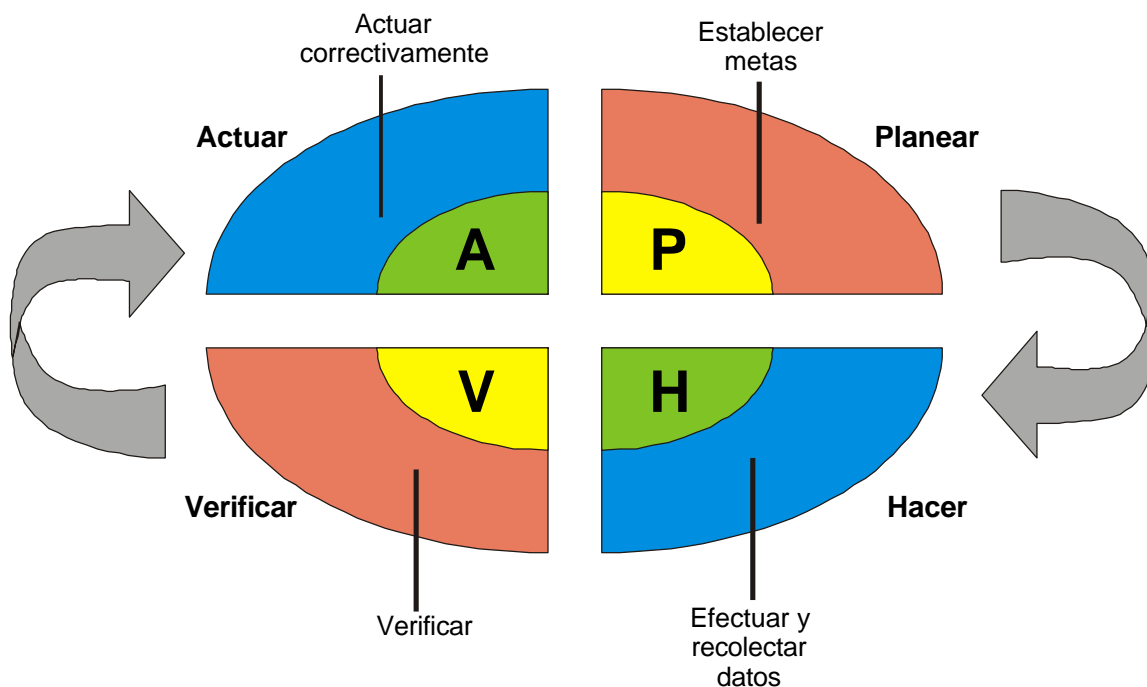 Actuar
correctivamente
Establecer
metas
Actuar
Planear
A
P
V
H
Verificar
Hacer
Verificar
Efectuar y
recolectar
datos